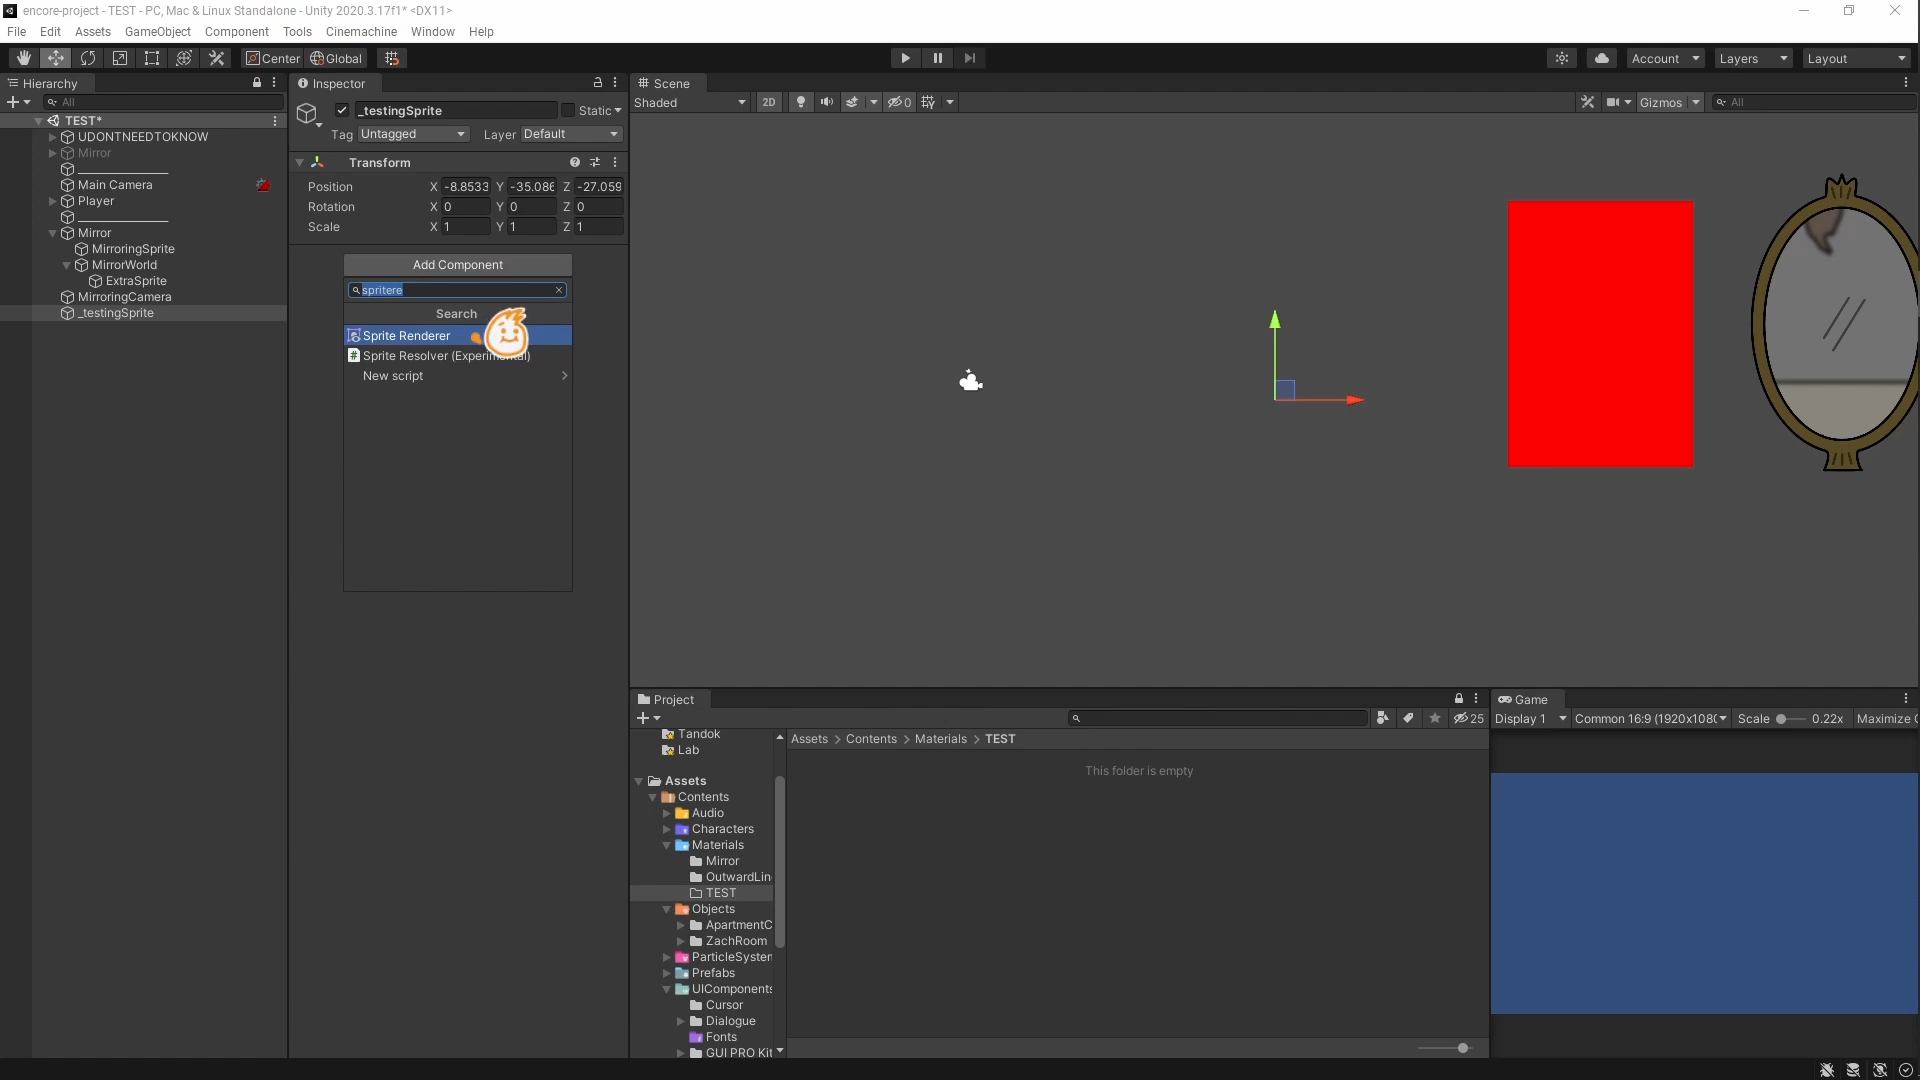 encore-project - TEST - PC, Mac & Linux Standalone - Unity 2020.3.17f1* <DX11>
File Edit Assets GameObject Component Tools Cinemachine Window Help
Center Global Account Layers Layout
Hierarchy
All
TEST*
UDONTNEEDTOKNOW
Mirror
_____________
Main Camera
Player
_____________
Mirror
MirroringSprite
MirrorWorld
ExtraSprite
MirroringCamera
_testingSprite
Inspector
_testingSprite Static
Tag Untagged Layer Default
Transform
Position X -8.8533 Y -35.086 Z -27.059
Rotation X 0 Y 0 Z 0
Scale X 1 Y 1 Z 1
Add Component
spritere
Search
Sprite Renderer
Sprite Resolver (Experimental)
New script
Scene
Shaded 2D 0 Gizmos All
Project
25
Tandok
Lab
Assets
Contents
Audio
Characters
Materials
Mirror
OutwardLin
TEST
Objects
ApartmentC
ZachRoom
ParticleSystem
Prefabs
UIComponents
Cursor
Dialogue
Fonts
GUI PRO Kit
Assets > Contents > Materials > TEST
This folder is empty
Game
Display 1 Common 16:9 (1920x1080 Scale 0.22x Maximize